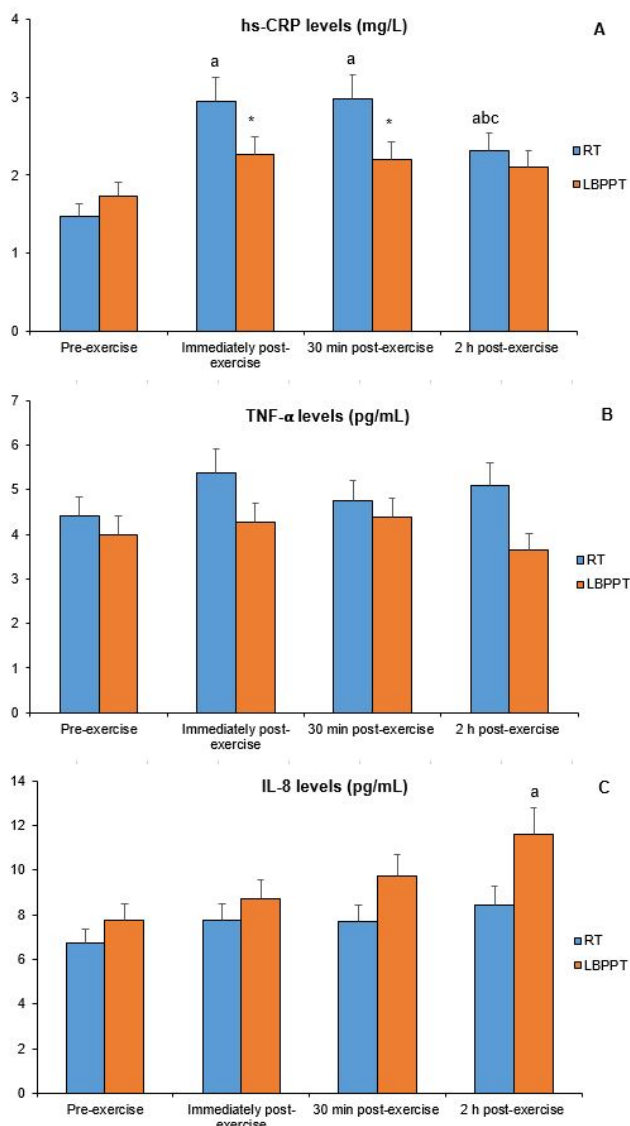 hs-CRP levels (mg/L)
A
4
3
2
1
0
a
*
a
*
abc
RT
LBPPT
Pre-exercise
Immediately post-
exercise
30 min post-exercise
2 h post-exercise
TNF-α levels (pg/mL)
B
7
6
5
4
3
2
1
0
RT
LBPPT
Pre-exercise
Immediately post-
exercise
30 min post-exercise
2 h post-exercise
IL-8 levels (pg/mL)
C
14
12
10
8
6
4
2
0
a
RT
LBPPT
Pre-exercise
Immediately post-
exercise
30 min post-exercise
2 h post-exercise